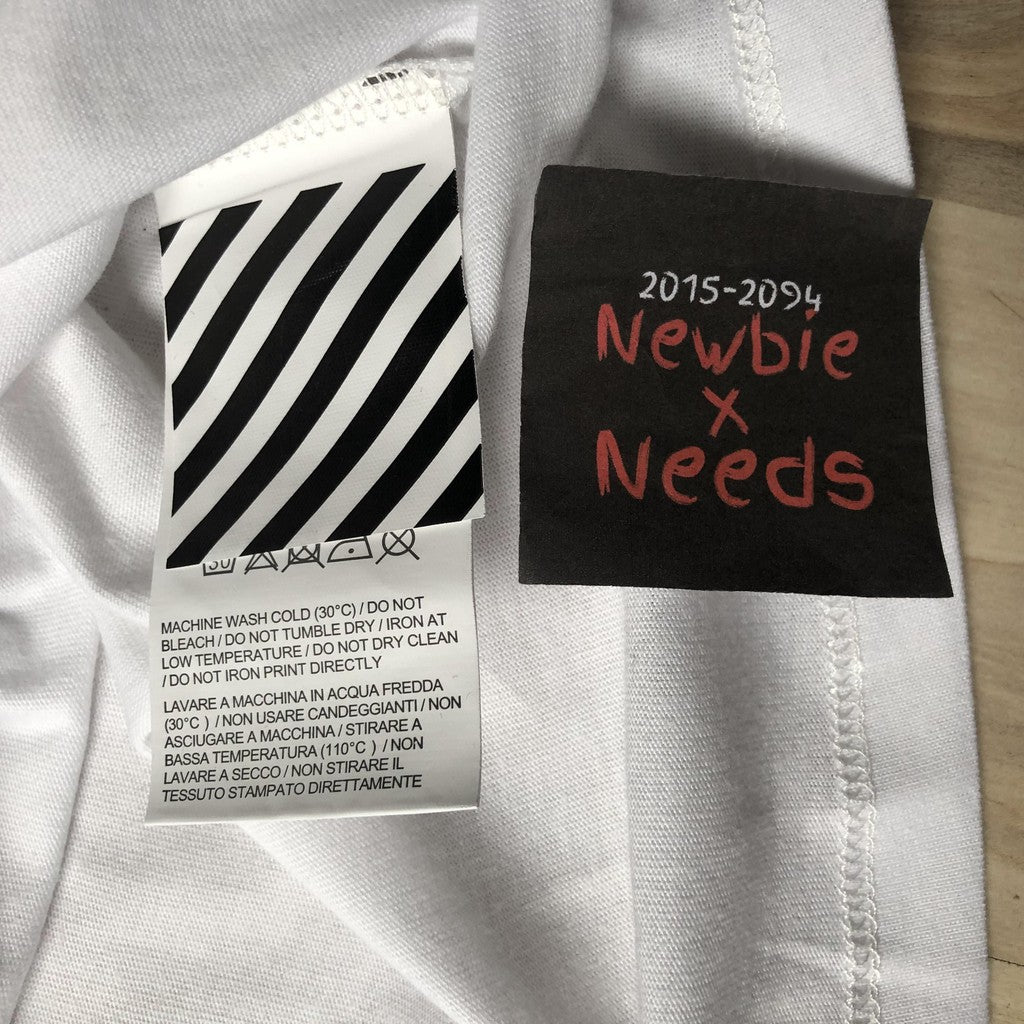 30
MACHINE WASH COLD (30°C) / DO NOT
BLEACH / DO NOT TUMBLE DRY / IRON AT
LOW TEMPERATURE / DO NOT DRY CLEAN
/ DO NOT IRON PRINT DIRECTLY
LAVARE A MACCHINA IN ACQUA FREDDA
(30°C ) / NON USARE CANDEGGIANTI / NON
ASCIUGARE A MACCHINA / STIRARE A
BASSA TEMPERATURA (110°C ) / NON
LAVARE A SECCO / NON STIRARE IL
TESSUTO STAMPATO DIRETTAMENTE
2015-2094
Newbie
x
Needs